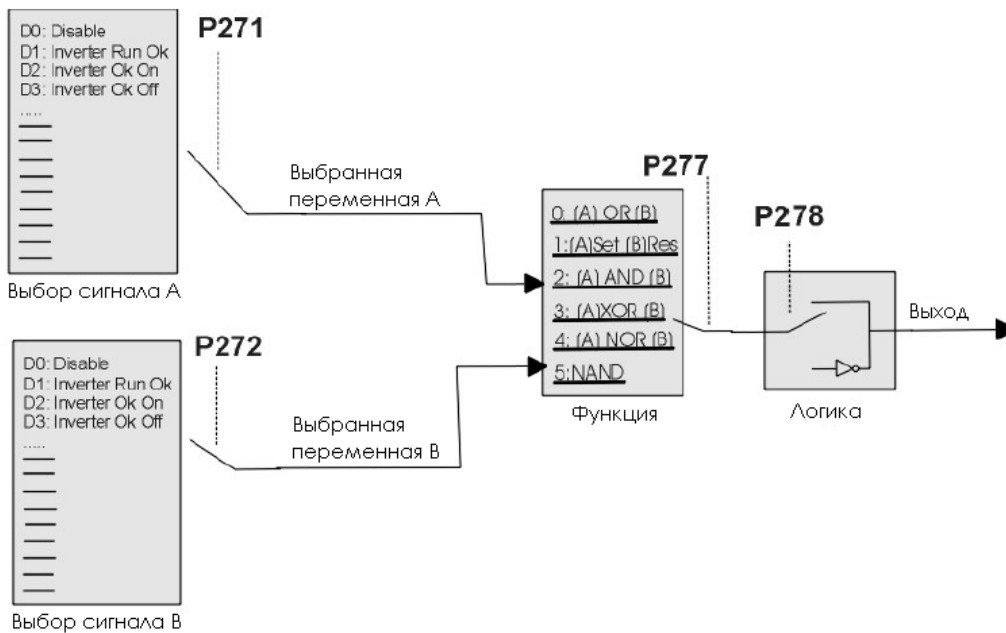 D0: Disable
D1: Inverter Run Ok
D2: Inverter Ok On
D3: Inverter Ok Off
.....
Выбор сигнала A
P271
Выбранная
переменная A
D0: Disable
D1: Inverter Run Ok
D2: Inverter Ok On
D3: Inverter Ok Off
.....
Выбор сигнала B
P272
Выбранная
переменная B
0: (A) OR (B)
1:(A)Set (B)Res
2: (A) AND (B)
3: (A)XOR (B)
4: (A) NOR (B)
5:NAND
Функция
P277
P278
Логика
Выход